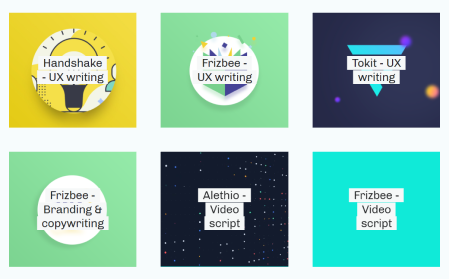 Handshake
- UX writing
Frizbee -
UX writing
Tokit - UX
writing
Frizbee -
Branding &
copywriting
Alethio -
Video
script
Frizbee -
Video
script